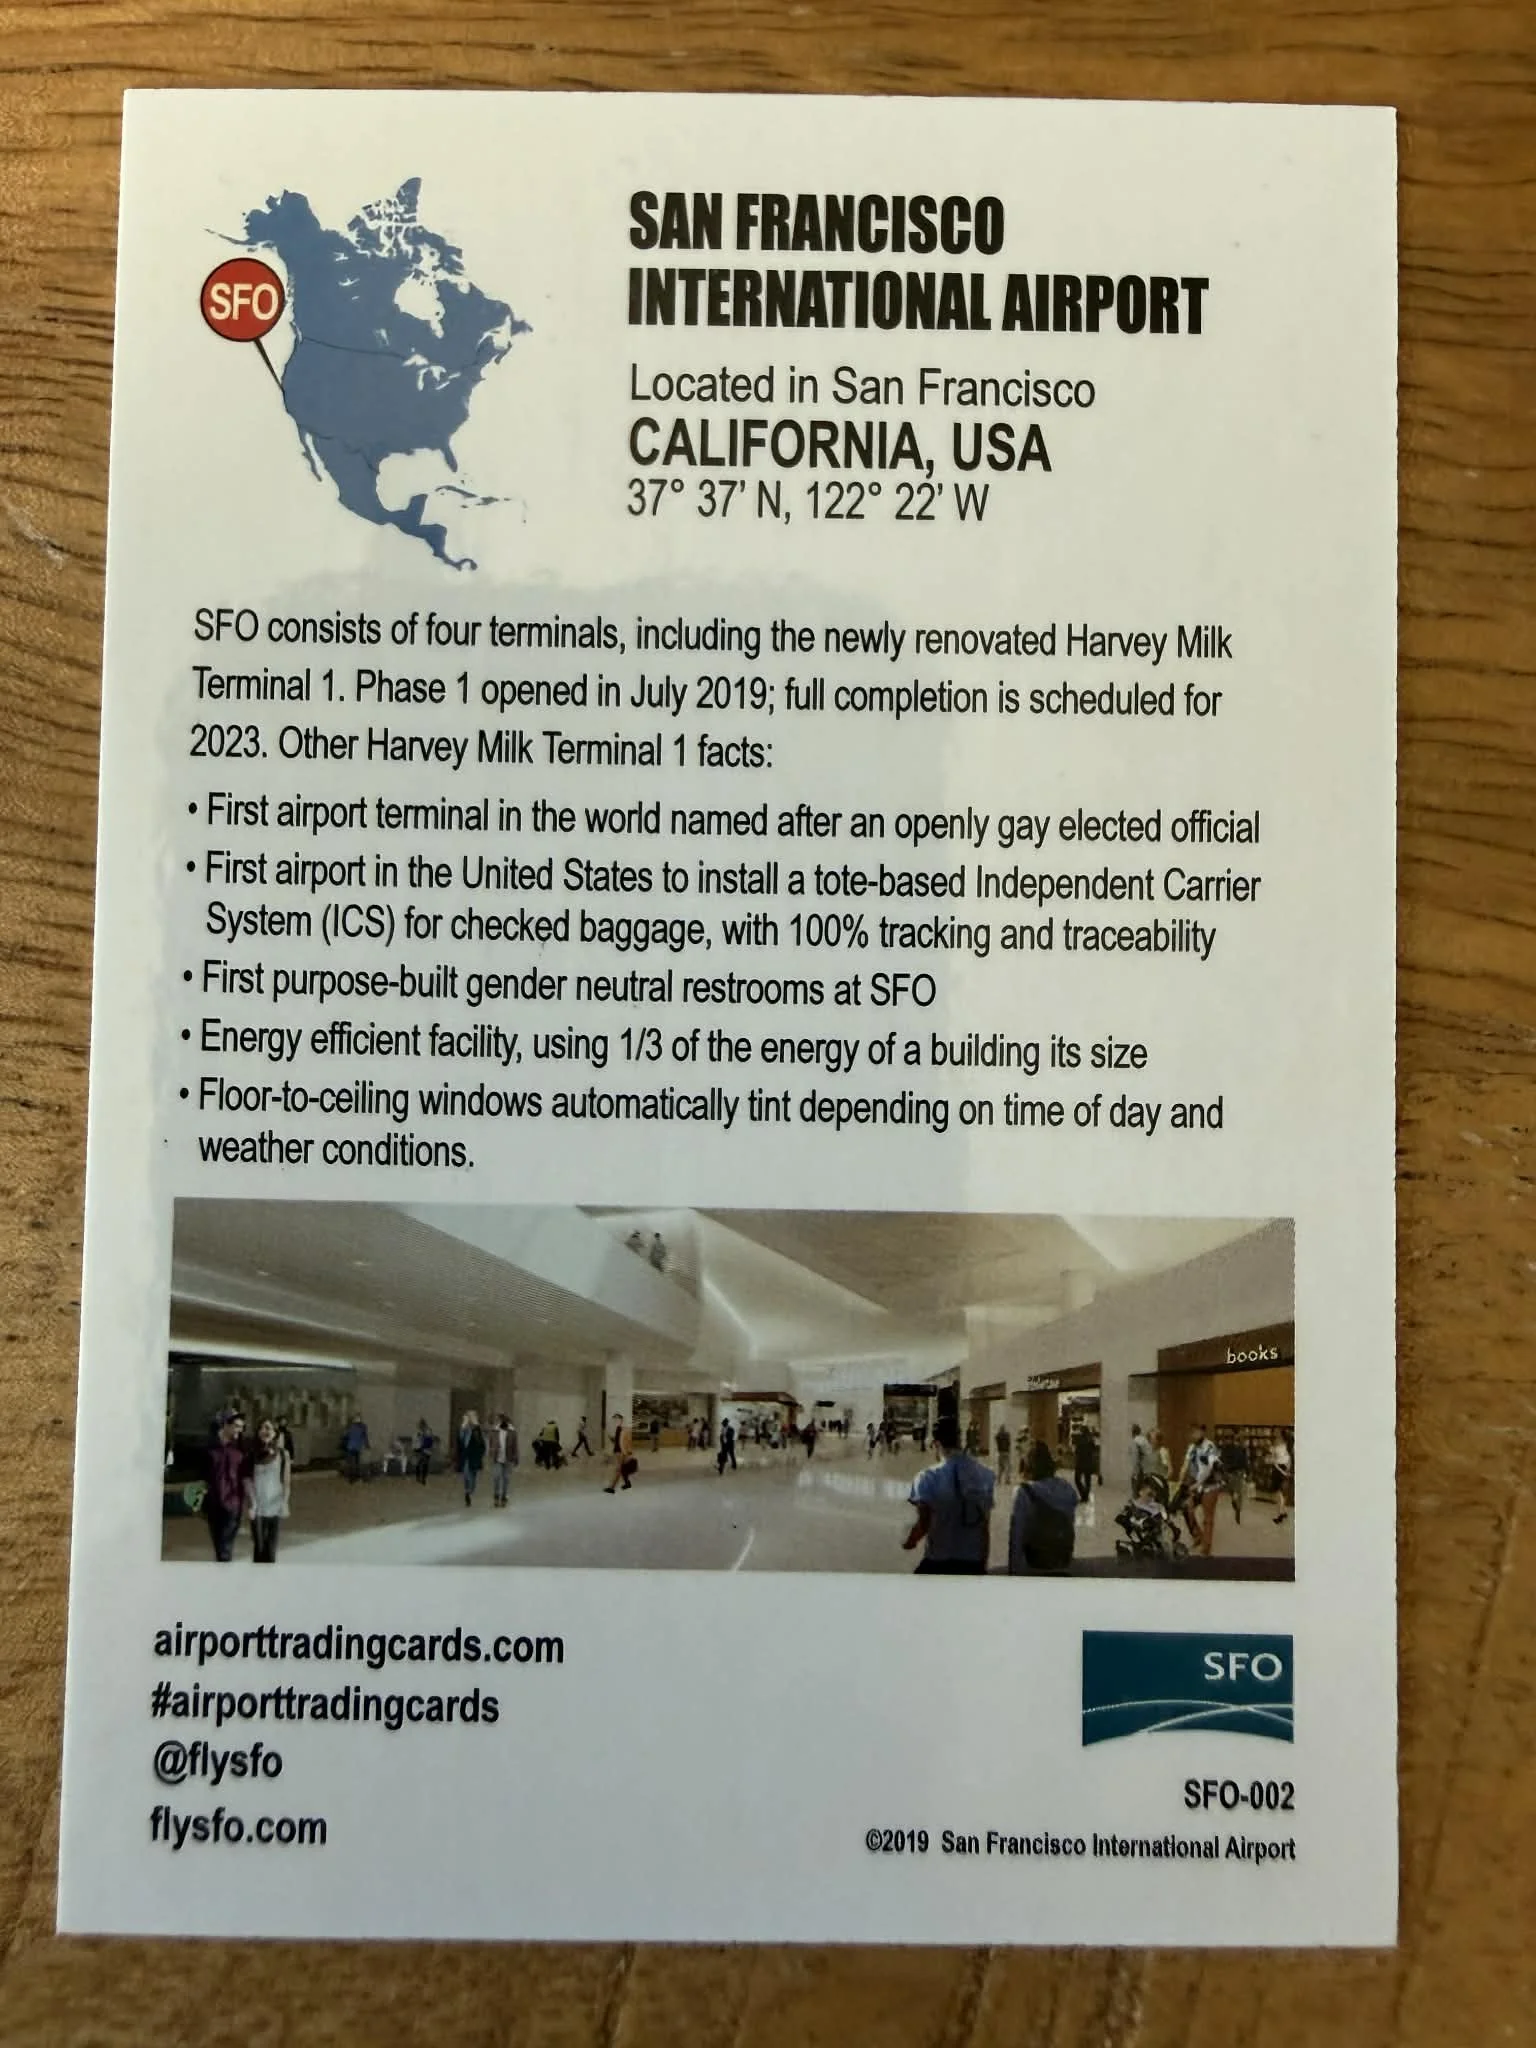 SFO
SAN FRANCISCO
INTERNATIONAL AIRPORT
Located in San Francisco
CALIFORNIA, USA
37° 37' N, 122° 22' W
SFO consists of four terminals, including the newly renovated Harvey Milk
Terminal 1. Phase 1 opened in July 2019; full completion is scheduled for
2023. Other Harvey Milk Terminal 1 facts:
• First airport terminal in the world named after an openly gay elected official
• First airport in the United States to install a tote-based Independent Carrier
System (ICS) for checked baggage, with 100% tracking and traceability
• First purpose-built gender neutral restrooms at SFO
• Energy efficient facility, using 1/3 of the energy of a building its size
• Floor-to-ceiling windows automatically tint depending on time of day and
weather conditions.
books
airporttradingcards.com
#airporttradingcards
@flysfo
flysfo.com
SFO
SFO-002
©2019 San Francisco International Airport